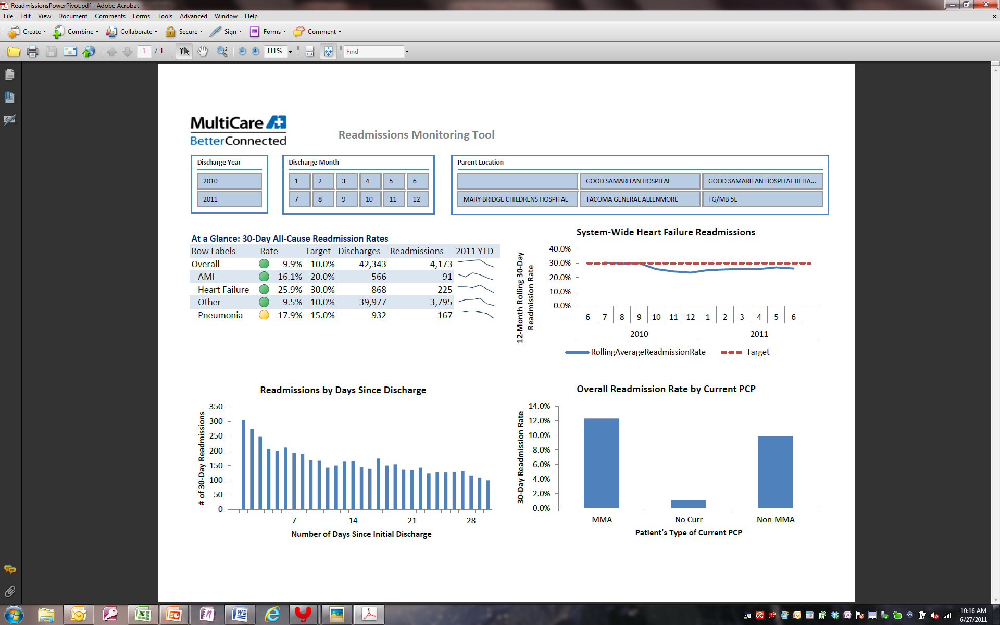 ReadmissionsPowerPivot.pdf - Adobe Acrobat
File Edit View Document Comments Forms Tools Advanced Window Help
Create Combine Collaborate Secure Sign Forms Comment
1 / 1 111% Find
MultiCare
BetterConnected
Readmissions Monitoring Tool
Discharge Year
2010
2011
Discharge Month
1 2 3 4 5 6
7 8 9 10 11 12
Parent Location
GOOD SAMARITAN HOSPITAL GOOD SAMARITAN HOSPITAL REHA...
MARY BRIDGE CHILDRENS HOSPITAL TACOMA GENERAL ALLENMORE TG/MB 5L
At a Glance: 30-Day All-Cause Readmission Rates
Row Labels Rate Target Discharges Readmissions 2011 YTD
Overall 9.9% 10.0% 42,343 4,173
AMI 16.1% 20.0% 566 91
Heart Failure 25.9% 30.0% 868 225
Other 9.5% 10.0% 39,977 3,795
Pneumonia 17.9% 15.0% 932 167
System-Wide Heart Failure Readmissions
12-Month Rolling 30-Day
Readmission Rate
40.0%
30.0%
20.0%
10.0%
0.0%
6 7 8 9 10 11 12 1 2 3 4 5 6
2010 2011
RollingAverageReadmissionRate Target
Readmissions by Days Since Discharge
# of 30-Day Readmissions
350
300
250
200
150
100
50
0
7 14 21 28
Number of Days Since Initial Discharge
Overall Readmission Rate by Current PCP
30-Day Readmission Rate
14.0%
12.0%
10.0%
8.0%
6.0%
4.0%
2.0%
0.0%
MMA No Curr Non-MMA
Patient's Type of Current PCP
10:16 AM
6/27/2011